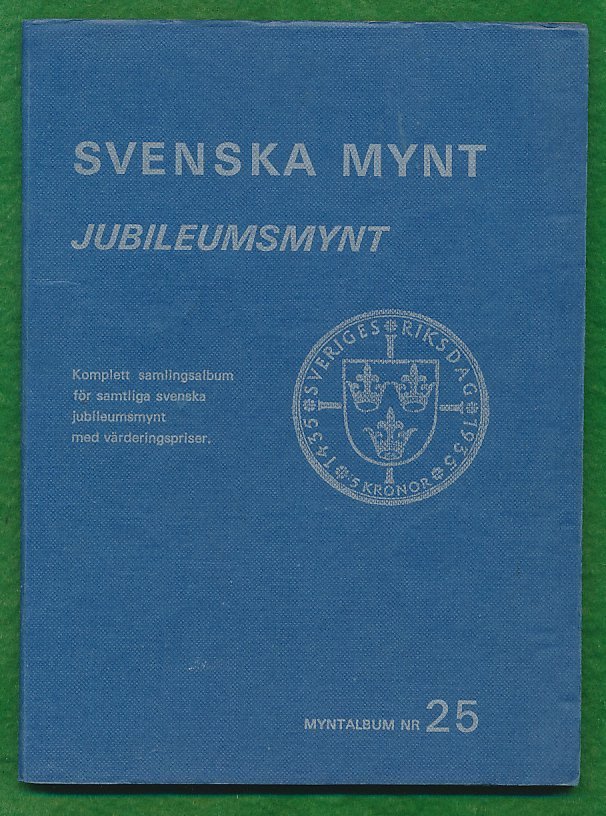 SVENSKA MYNT
JUBILEUMSMYNT
Komplett samlingsalbum
för samtliga svenska
jubileumsmynt
med värderingspriser.
SVERIGES RIKSDAG
1435 1935
5 KRONOR
MYNTALBUM NR 25